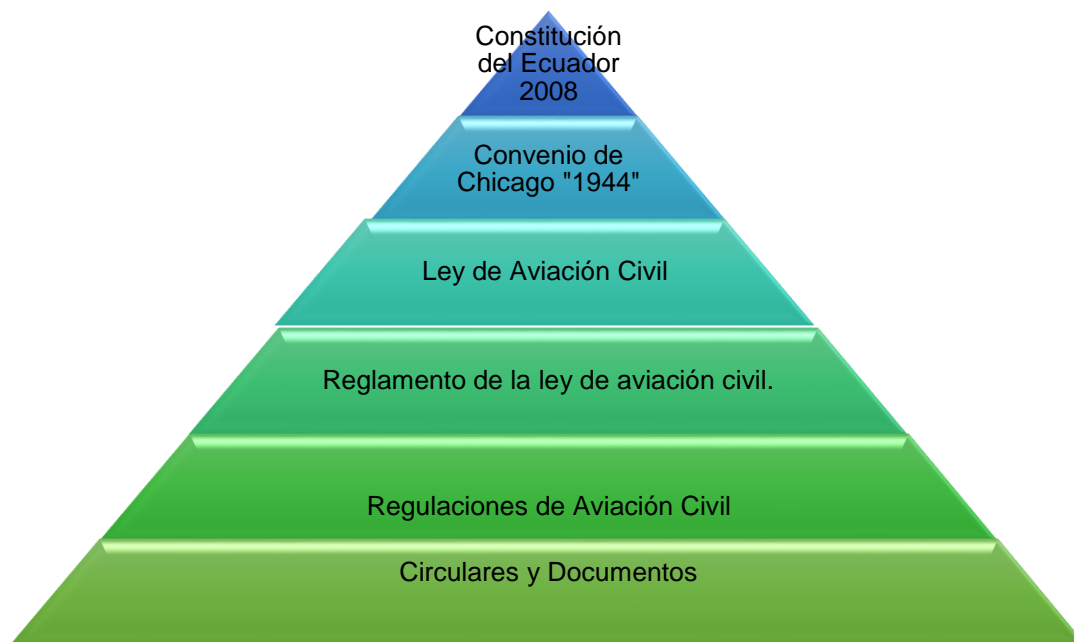 Constitución
del Ecuador
2008
Convenio de
Chicago "1944"
Ley de Aviación Civil
Reglamento de la ley de aviación civil.
Regulaciones de Aviación Civil
Circulares y Documentos